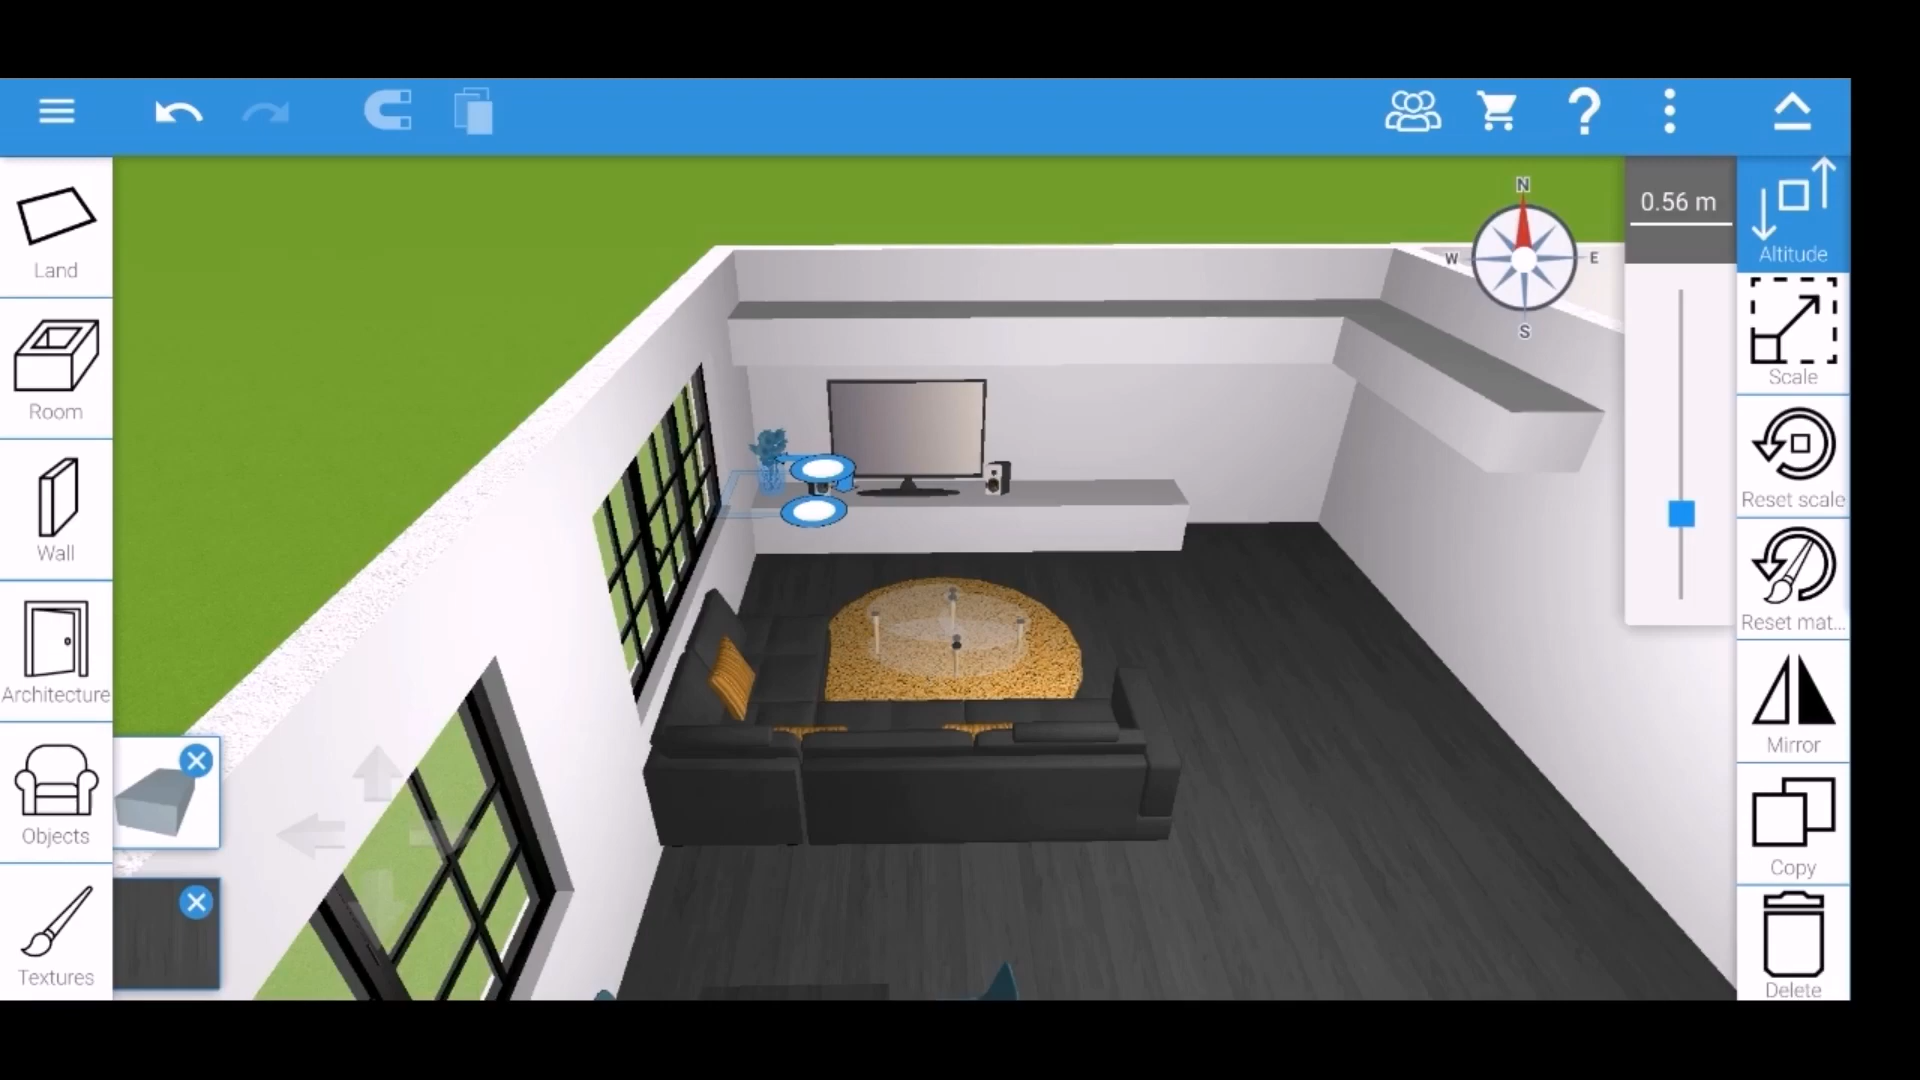 Land
Room
Wall
Architecture
Objects
Textures
N
W
E
S
0.56 m
Altitude
Scale
Reset scale
Reset mat...
Mirror
Copy
Delete